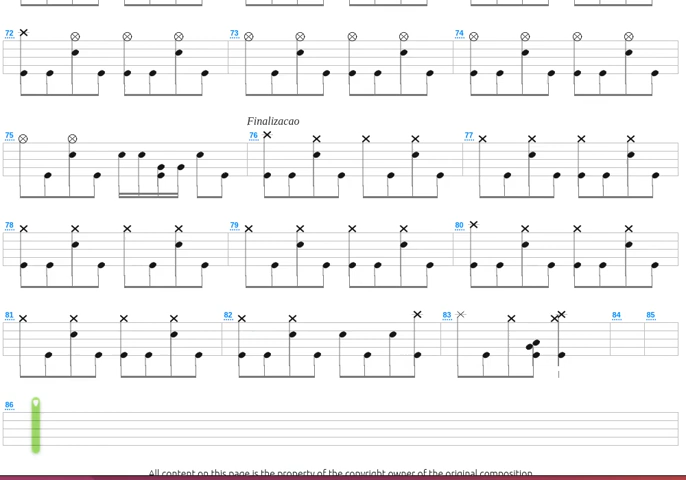 72 73 74
Finalizacao
75 76 77
78 79 80
81 82 83 84 85
86
All content on this page is the property of the copyright owner of the original composition.